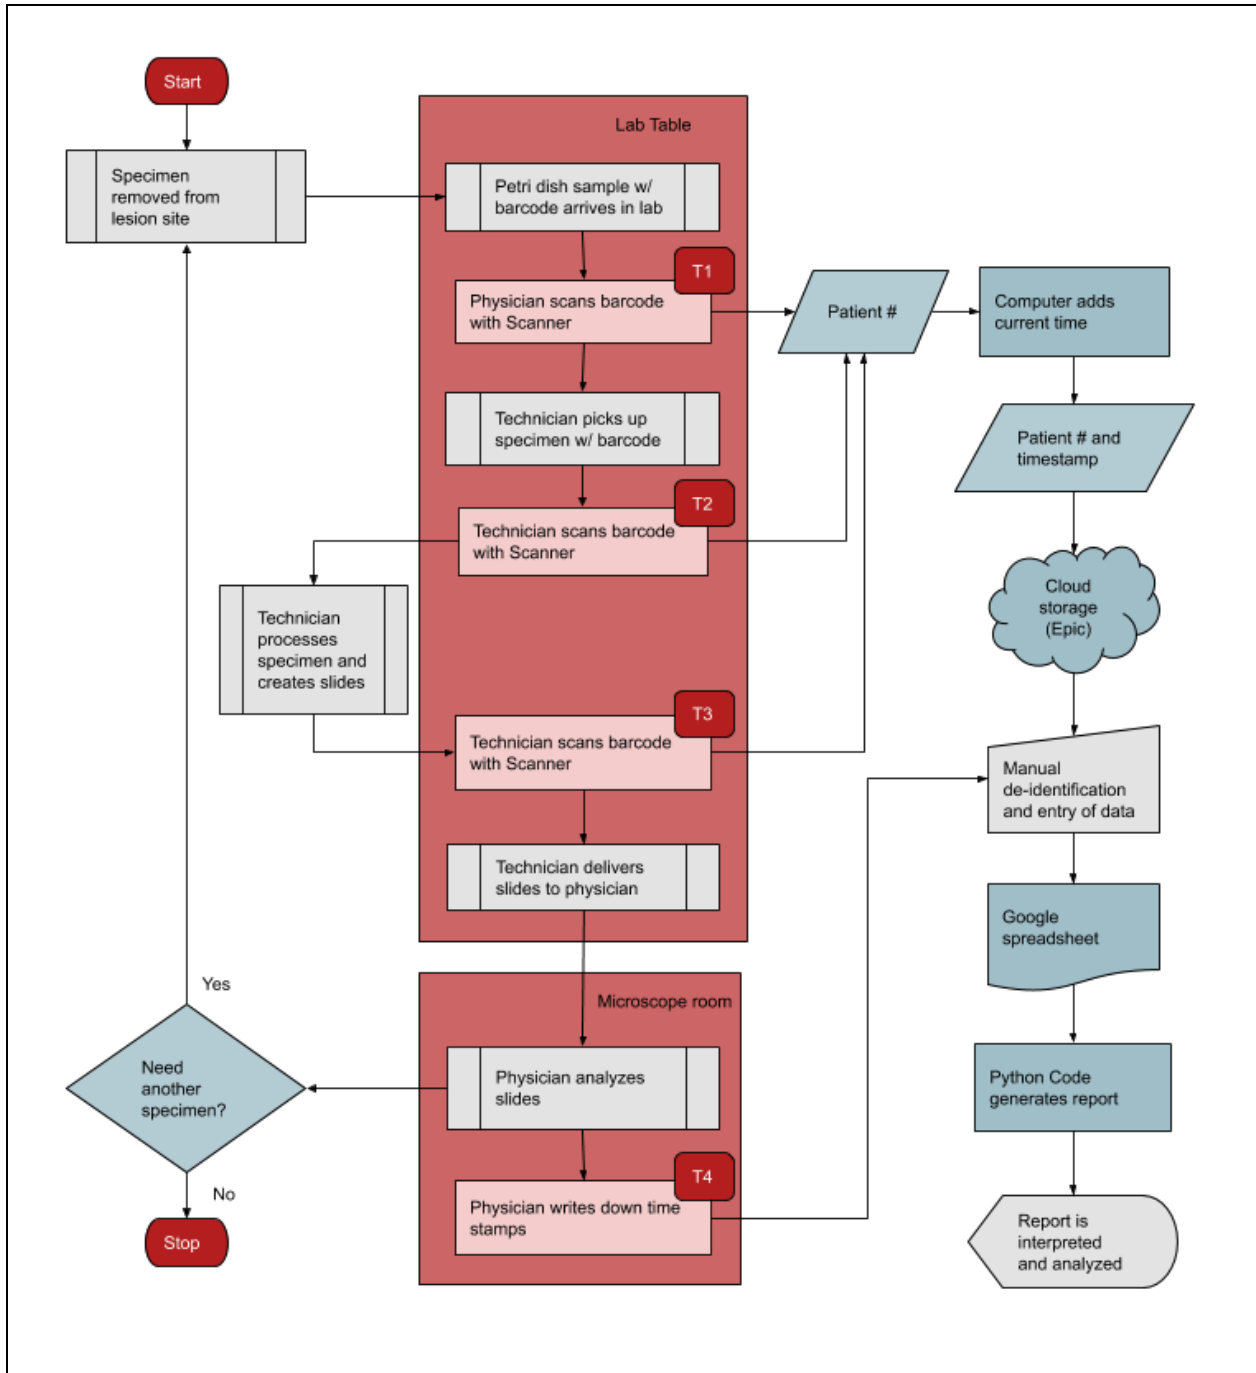 Start
Specimen
removed from
lesion site
Lab Table
Petri dish sample w/
barcode arrives in lab
T1
Physician scans barcode
with Scanner
Patient #
Computer adds
current time
Technician picks up
specimen w/ barcode
Patient # and
timestamp
T2
Technician scans barcode
with Scanner
Cloud
storage
(Epic)
Technician
processes
specimen and
creates slides
T3
Technician scans barcode
with Scanner
Manual
de-identification
and entry of data
Technician delivers
slides to physician
Google
spreadsheet
Yes
Microscope room
Need
another
specimen?
Physician analyzes
slides
Python Code
generates report
T4
No
Physician writes down time
stamps
Stop
Report is
interpreted
and analyzed